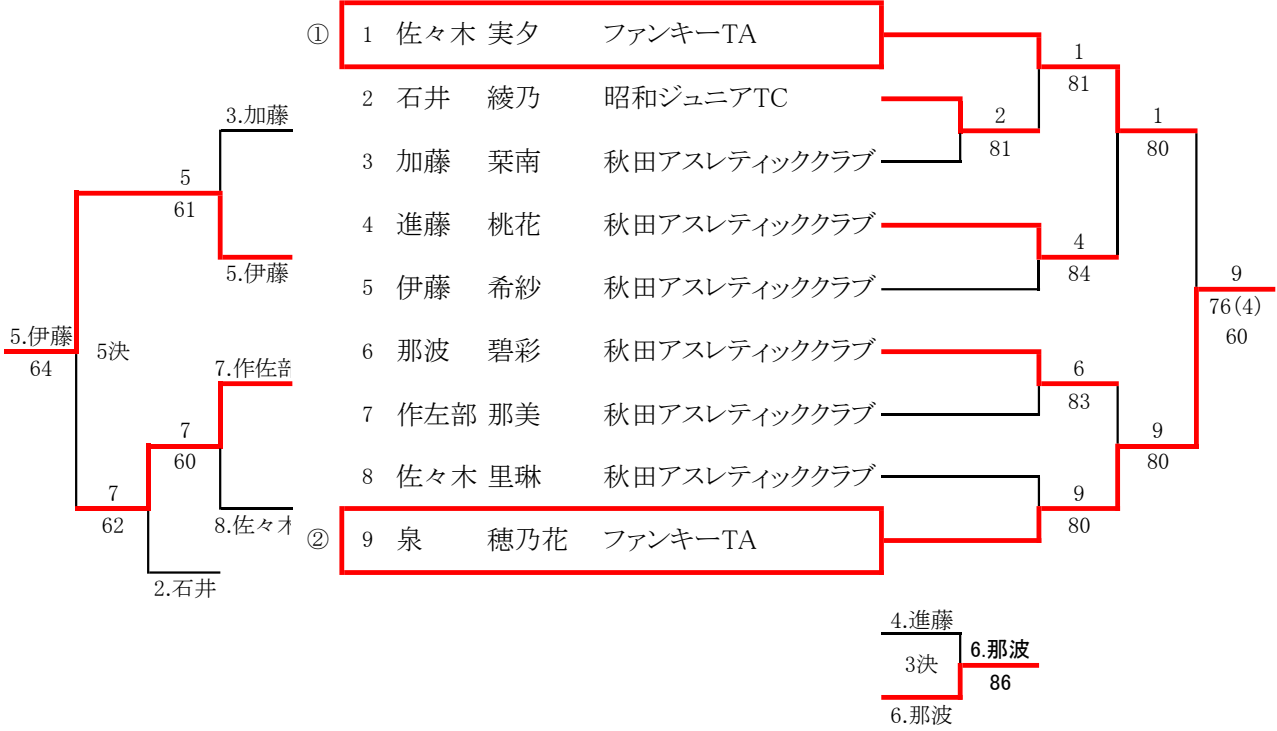 ① 1 佐々木 実夕 ファンキーTA
2 石井 綾乃 昭和ジュニアTC
3 加藤 栞南 秋田アスレティッククラブ
4 進藤 桃花 秋田アスレティッククラブ
5 伊藤 希紗 秋田アスレティッククラブ
6 那波 碧彩 秋田アスレティッククラブ
7 作左部 那美 秋田アスレティッククラブ
8 佐々木 里琳 秋田アスレティッククラブ
② 9 泉 穂乃花 ファンキーTA
3.加藤
5
61
5.伊藤
5.伊藤
64
5決
7.作佐部
7
60
7
62
8.佐々木
2.石井
1
81
2
81
1
80
4
84
9
76(4)
60
6
83
9
80
9
80
4.進藤
3決
6.那波
86
6.那波